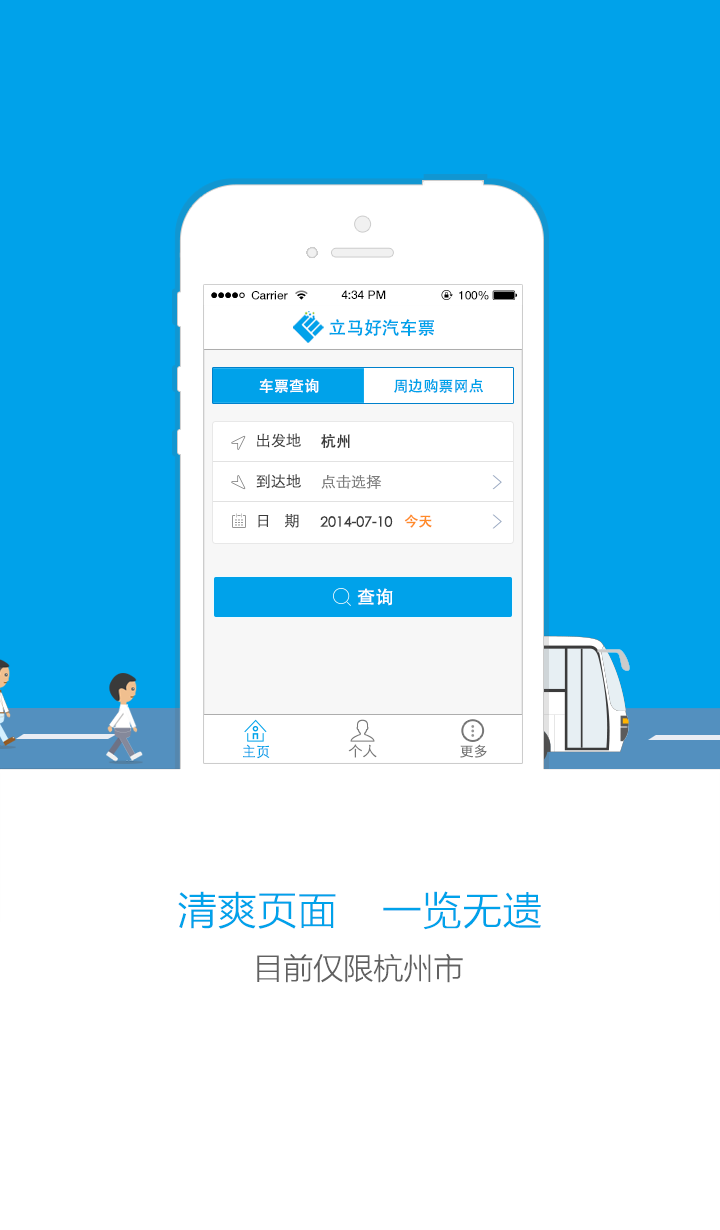 Carrier 4:34 PM 100%
立马好汽车票
车票查询 周边购票网点
出发地 杭州
到达地 点击选择
日 期 2014-07-10 今天
查询
主页 个人 更多
清爽页面 一览无遗
目前仅限杭州市